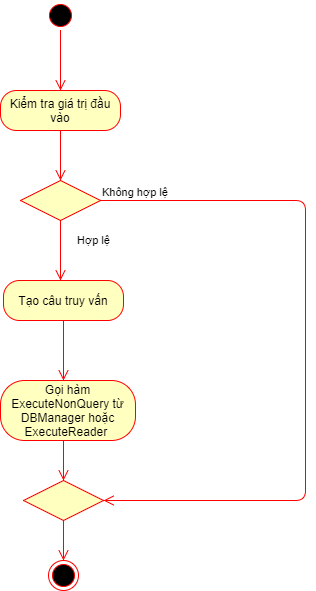 Kiểm tra giá trị đầu
vào
Không hợp lệ
Hợp lệ
Tạo câu truy vấn
Gọi hàm
ExecuteNonQuery từ
DBManager hoặc
ExecuteReader